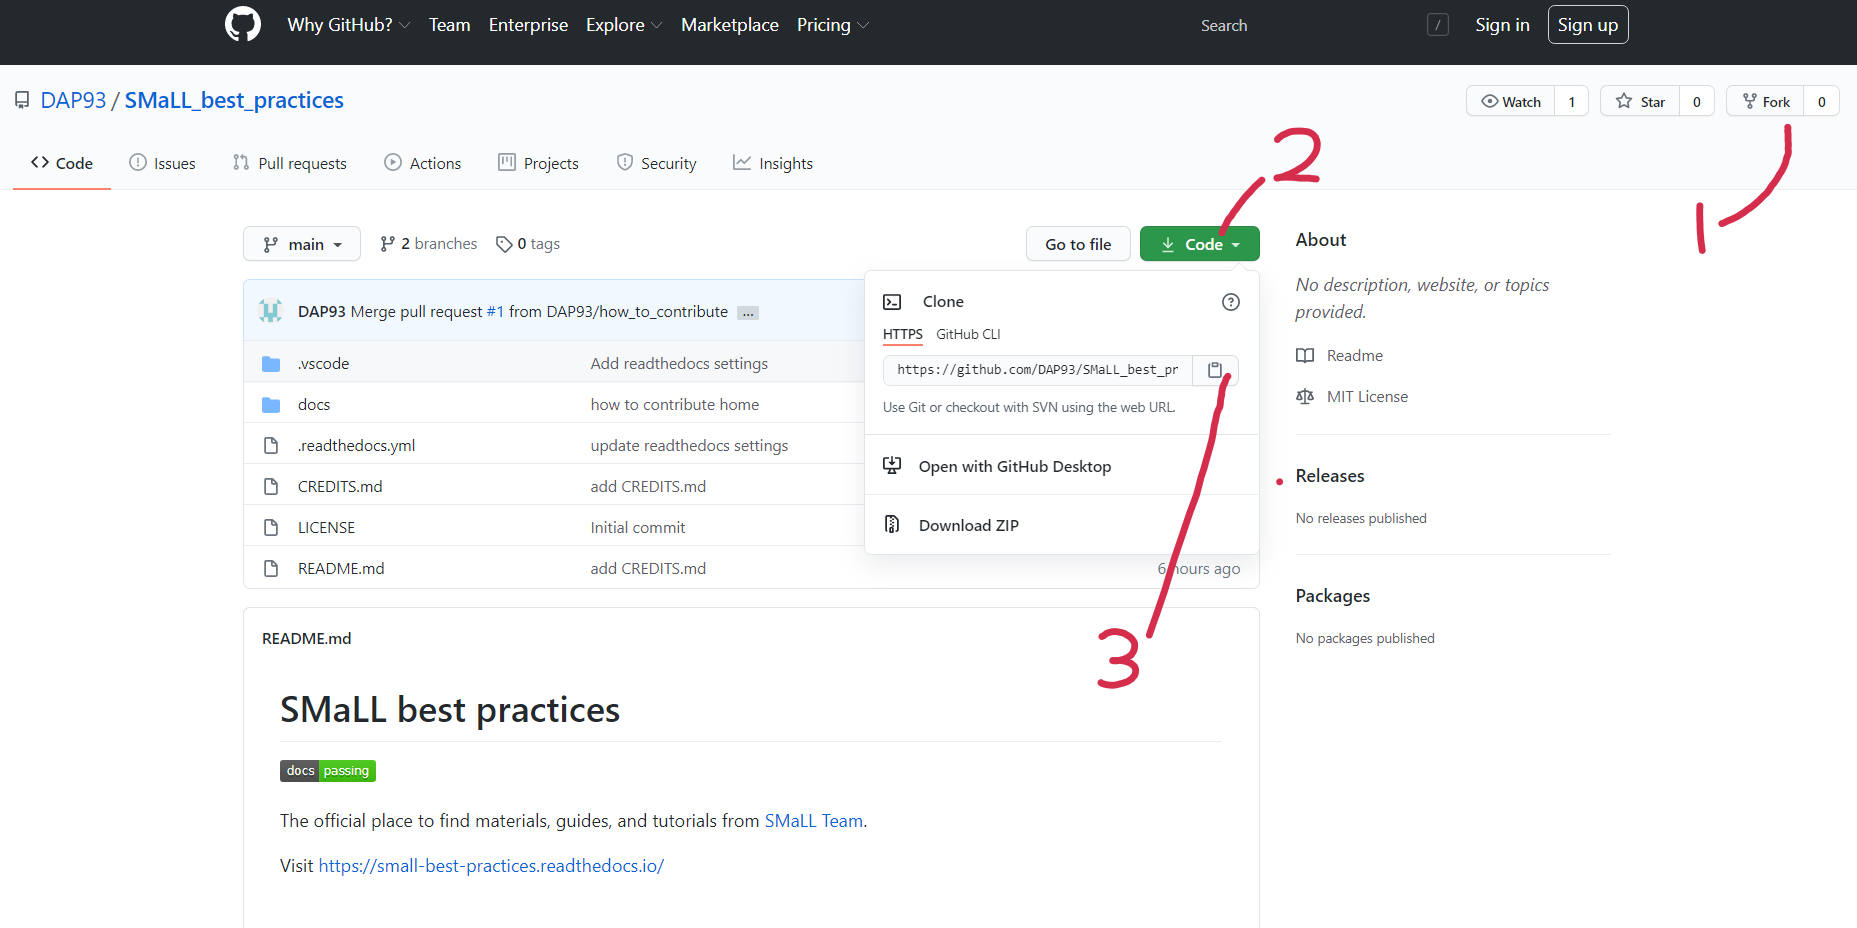 Why GitHub? Team Enterprise Explore Marketplace Pricing Search / Sign in Sign up
DAP93 / SMaLL_best_practices Watch 1 Star 0 Fork 0
Code Issues Pull requests Actions Projects Security Insights
2
1
main 2 branches 0 tags Go to file Code
About
No description, website, or topics
provided.
Readme
MIT License
Releases
No releases published
Packages
No packages published
DAP93 Merge pull request #1 from DAP93/how_to_contribute ...
.vscode Add readthedocs settings
docs how to contribute home
.readthedocs.yml update readthedocs settings
CREDITS.md add CREDITS.md
LICENSE Initial commit
README.md add CREDITS.md 6 hours ago
Clone
HTTPS GitHub CLI
https://github.com/DAP93/SMaLL_best_pr
Use Git or checkout with SVN using the web URL.
Open with GitHub Desktop
Download ZIP
3
README.md
SMaLL best practices
docs passing
The official place to find materials, guides, and tutorials from SMaLL Team.
Visit https://small-best-practices.readthedocs.io/